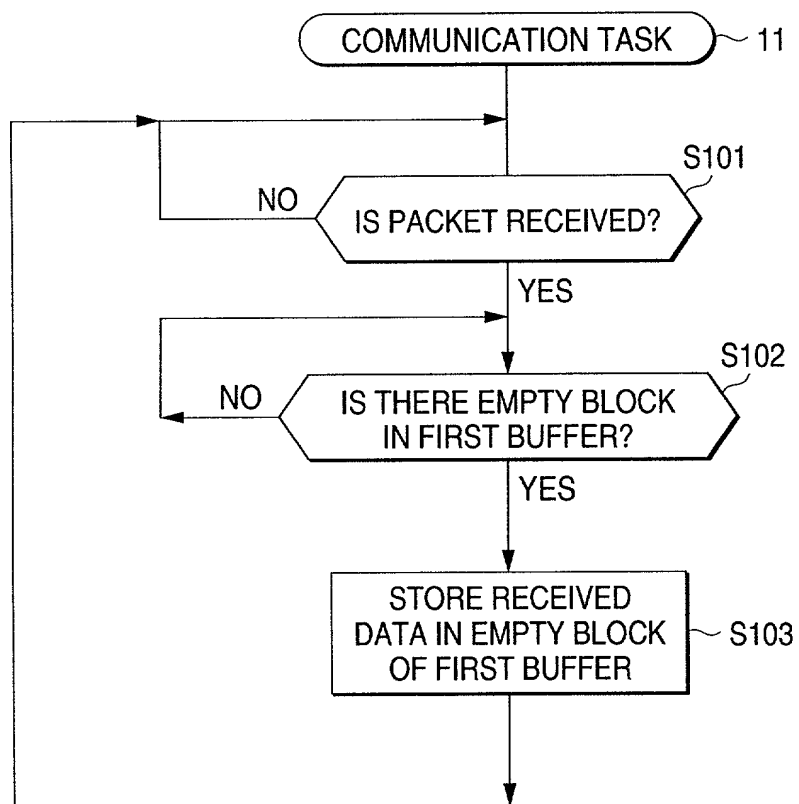 COMMUNICATION TASK
11
S101
NO
IS PACKET RECEIVED?
YES
S102
NO
IS THERE EMPTY BLOCK
IN FIRST BUFFER?
YES
STORE RECEIVED
DATA IN EMPTY BLOCK
OF FIRST BUFFER
S103